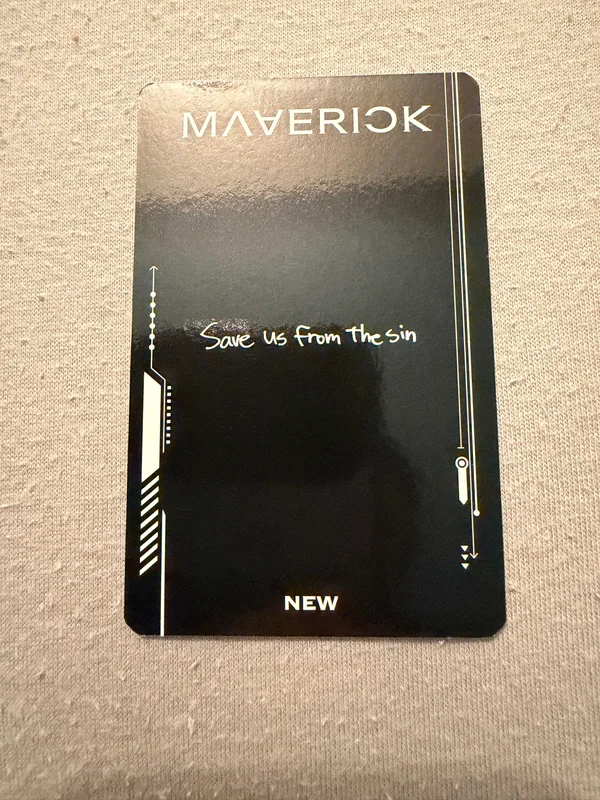 MAVERICK
Save us from the sin
NEW